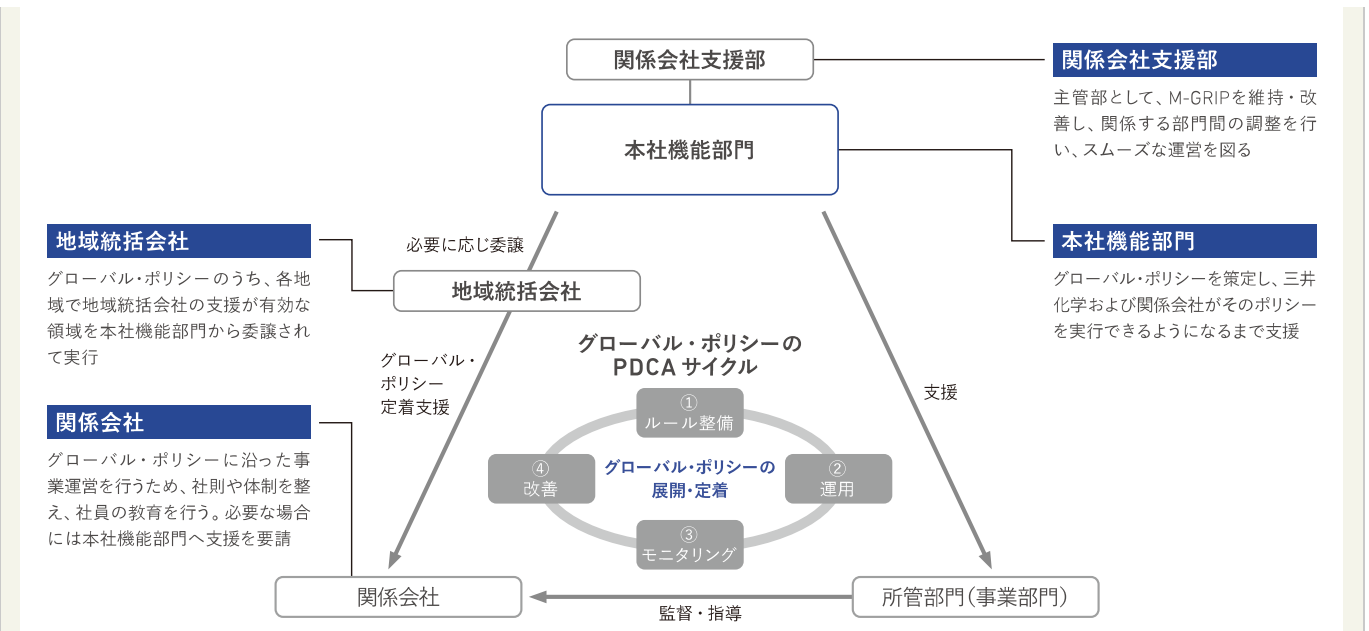 関係会社支援部
本社機能部門
関係会社支援部
主管部として、M-GRIPを維持・改
善し、関係する部門間の調整を行
い、スムーズな運営を図る
本社機能部門
グローバル・ポリシーを策定し、三井
化学および関係会社がそのポリシー
を実行できるようになるまで支援
地域統括会社
グローバル・ポリシーのうち、各地
域で地域統括会社の支援が有効な
領域を本社機能部門から委譲され
て実行
必要に応じ委譲
地域統括会社
グローバル・
ポリシー
定着支援
関係会社
グローバル・ポリシーに沿った事
業運営を行うため、社則や体制を整
え、社員の教育を行う。必要な場合
には本社機能部門へ支援を要請
グローバル・ポリシーの
PDCAサイクル
①
ルール整備
②
運用
③
モニタリング
④
改善
グローバル・ポリシーの
展開・定着
支援
関係会社
監督・指導
所管部門(事業部門)